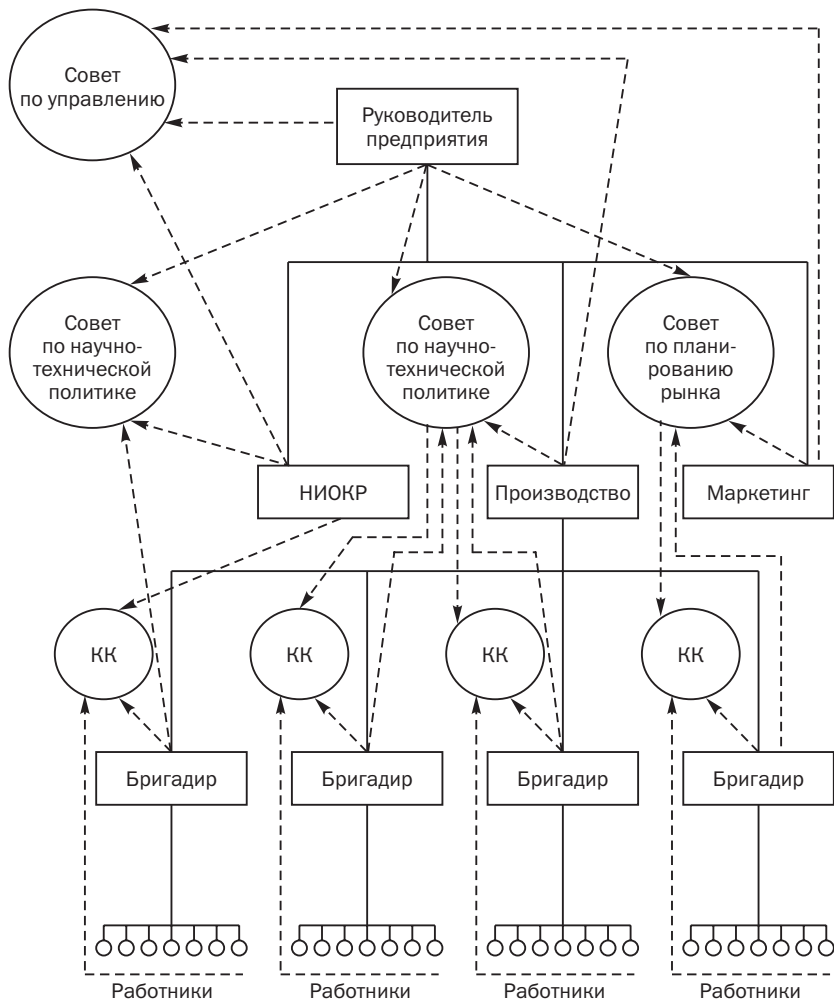 Совет
по управлению
Руководитель
предприятия
Совет
по научно-
технической
политике
Совет
по научно-
технической
политике
Совет
по плани-
рованию
рынка
НИОКР
Производство
Маркетинг
КК
КК
КК
КК
Бригадир
Бригадир
Бригадир
Бригадир
Работники
Работники
Работники
Работники